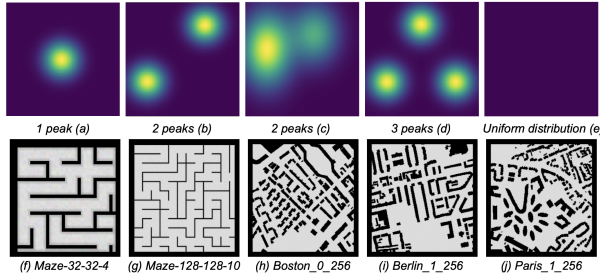 1 peak (a) 2 peaks (b) 2 peaks (c) 3 peaks (d) Uniform distribution (e)
(f) Maze-32-32-4 (g) Maze-128-128-10 (h) Boston_0_256 (i) Berlin_1_256 (j) Paris_1_256